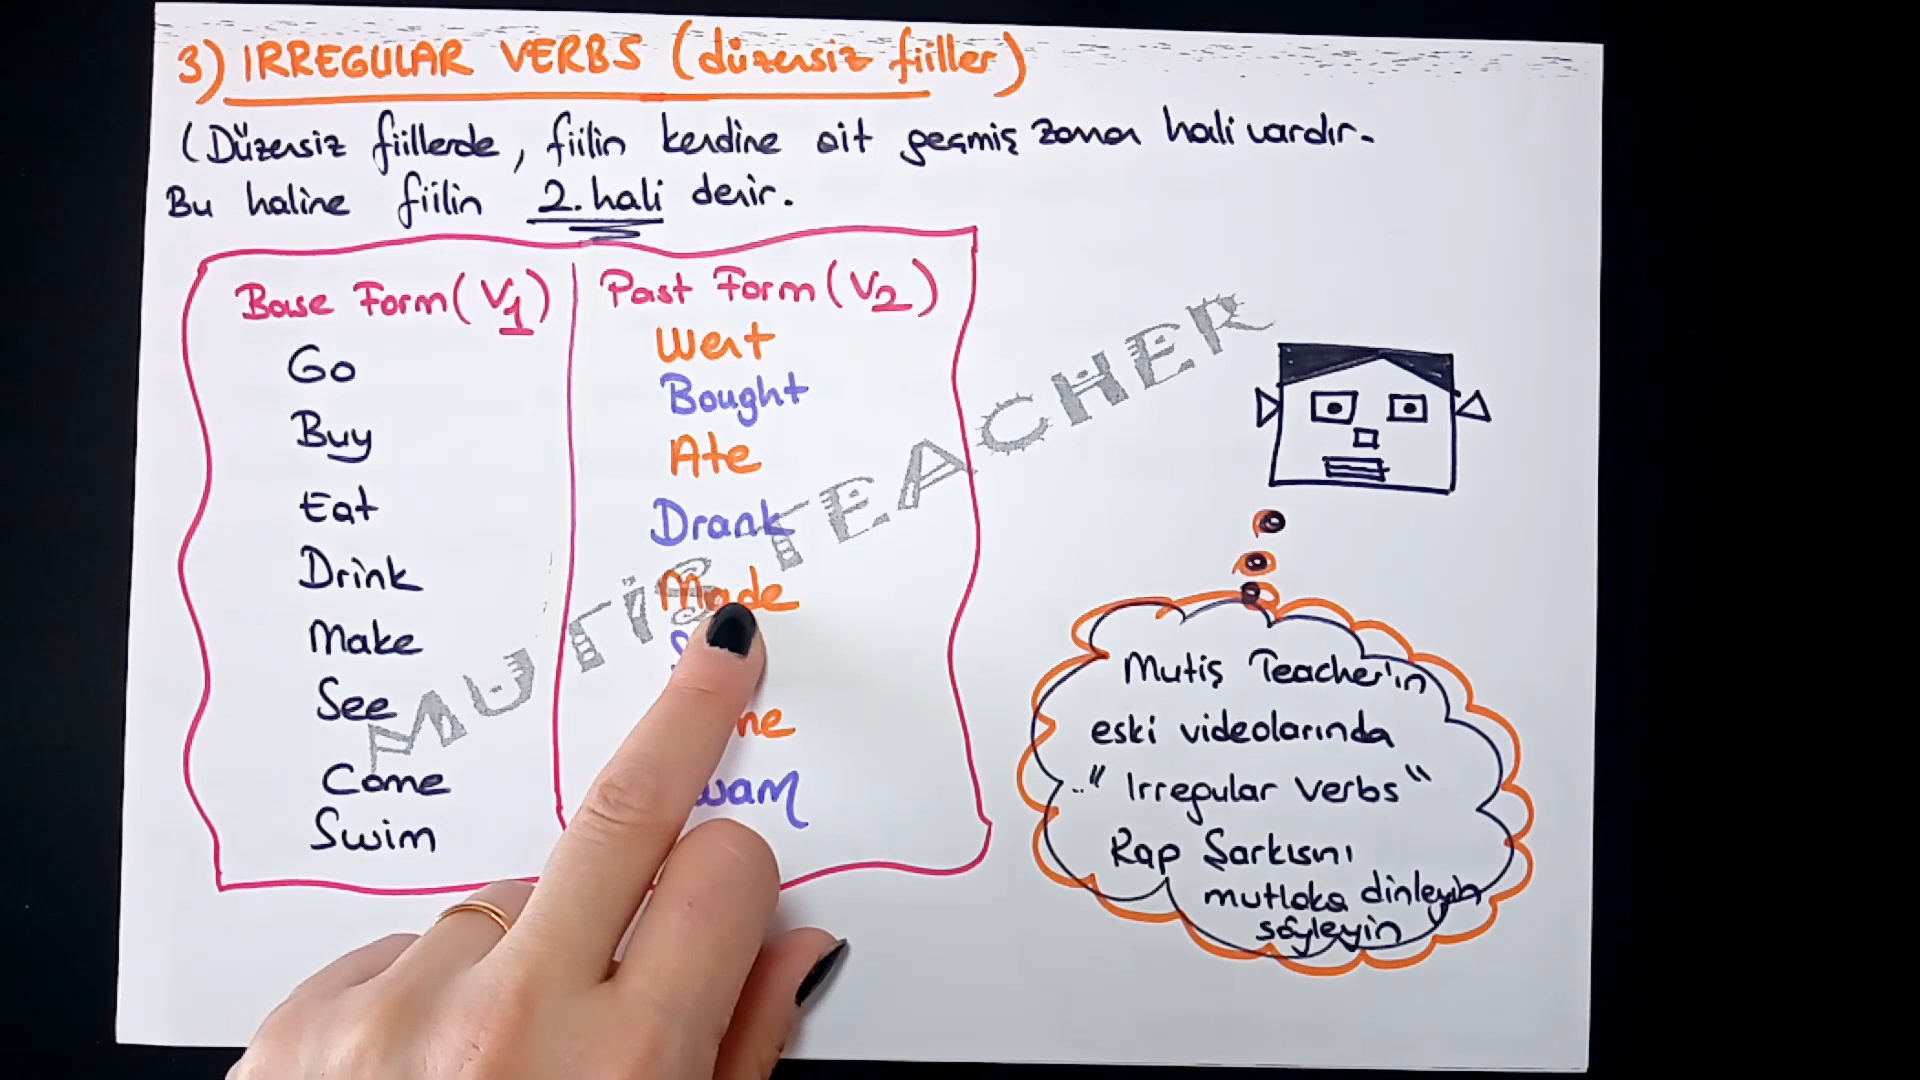 3) IRREGULAR VERBS (düzensiz fiiller)
(Düzensiz fiillerde, fiilin kendine ait geçmiş zaman hali vardır.
Bu haline fiilin 2. hali denir.
Base Form (V1)
Past Form (V2)
Go
Went
Buy
Bought
Eat
Ate
Drink
Drank
Make
Made
See
Come
Swim
MUTİŞ TEACHER
Mutiş Teacher'in
eski videolarında
.." Irregular Verbs "
Rap Şarkısını
mutlaka dinleyin
söyleyin